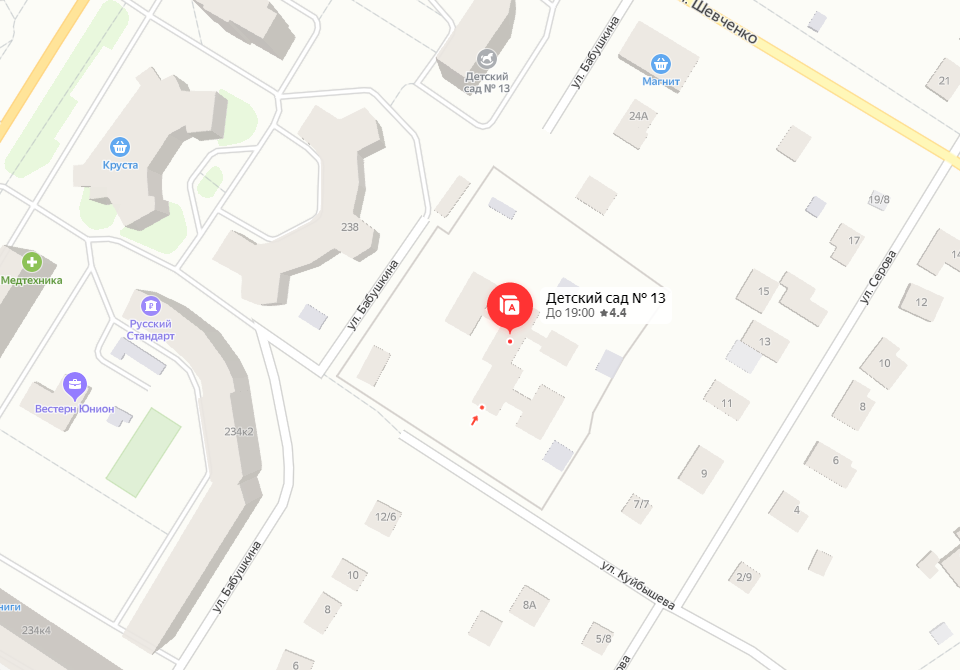 ул. Шевченко
ул. Бабушкина
Магнит
Детский
сад № 13
21
24А
Круста
19/8
238
17
14
ул. Серова
Медтехника
ул. Бабушкина
Детский сад № 13
До 19:00 ★4.4
15
12
Русский
Стандарт
13
10
Вестерн Юнион
11
8
234к2
6
9
4
7/7
12/6
ул. Бабушкина
10
ул. Куйбышева
2/9
8
8А
5/8
234к4
6